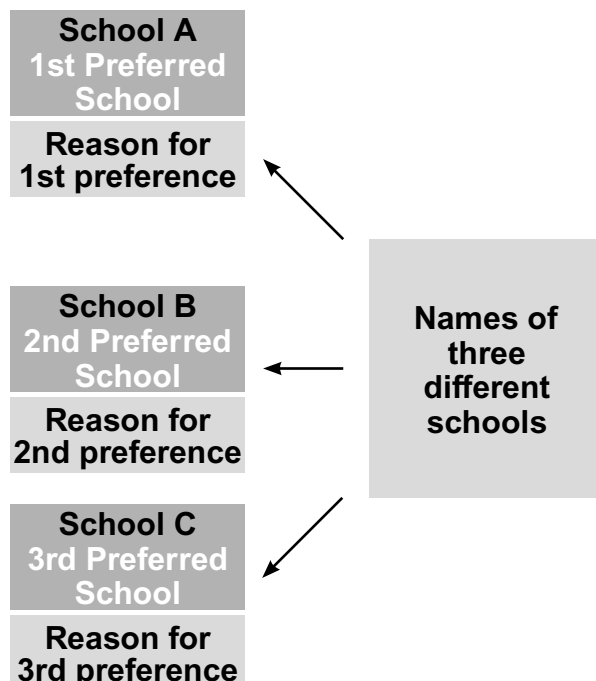 School A
1st Preferred
School
Reason for
1st preference
School B
2nd Preferred
School
Reason for
2nd preference
School C
3rd Preferred
School
Reason for
3rd preference
Names of
three
different
schools